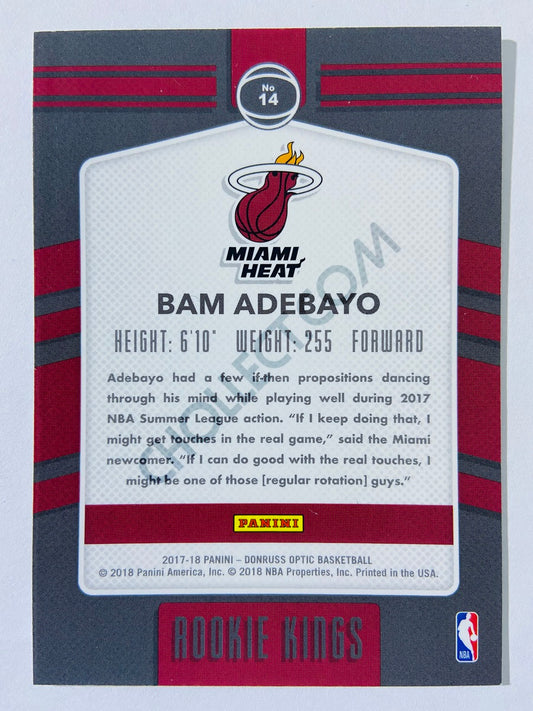 No
14
MIAMI
HEAT
BAM ADEBAYO
HEIGHT: 6'10" WEIGHT: 255 FORWARD
Adebayo had a few if-then propositions dancing
through his mind while playing well during 2017
NBA Summer League action. “If I keep doing that, I
might get touches in the real game,” said the Miami
newcomer. “If I can do good with the real touches, I
might be one of those [regular rotation] guys.”
PANINI
2017-18 PANINI – DONRUSS OPTIC BASKETBALL
© 2018 Panini America, Inc. © 2018 NBA Properties, Inc. Printed in the USA.
ROOKIE KINGS
NBA
CHOLLECT.COM